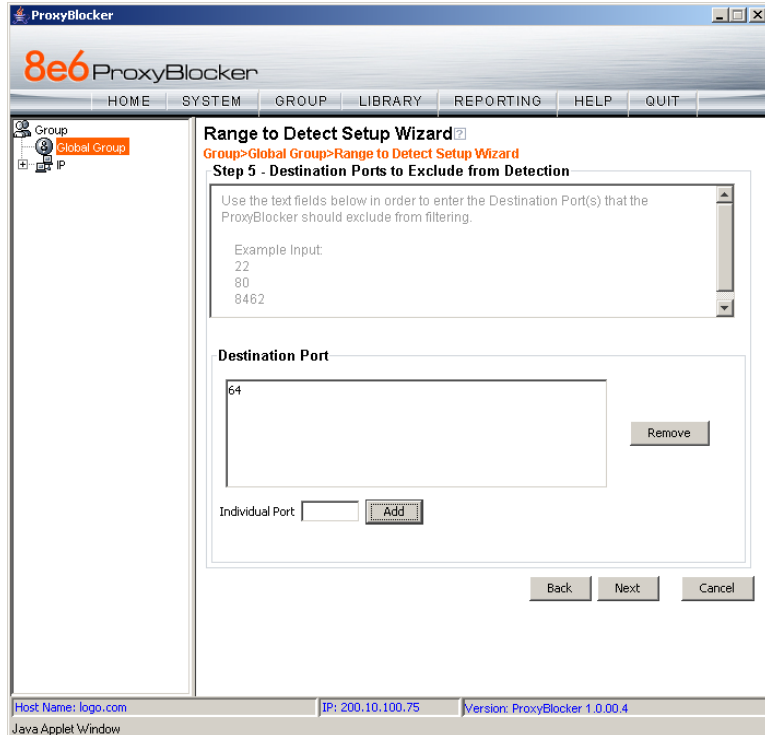 ProxyBlocker
8e6 ProxyBlocker
HOME SYSTEM GROUP LIBRARY REPORTING HELP QUIT
Group
Global Group
IP
Range to Detect Setup Wizard
Group>Global Group>Range to Detect Setup Wizard
Step 5 - Destination Ports to Exclude from Detection
Use the text fields below in order to enter the Destination Port(s) that the
ProxyBlocker should exclude from filtering.
Example Input:
22
80
8462
Destination Port
64
Remove
Individual Port Add
Back Next Cancel
Host Name: logo.com IP: 200.10.100.75 Version: ProxyBlocker 1.0.00.4
Java Applet Window